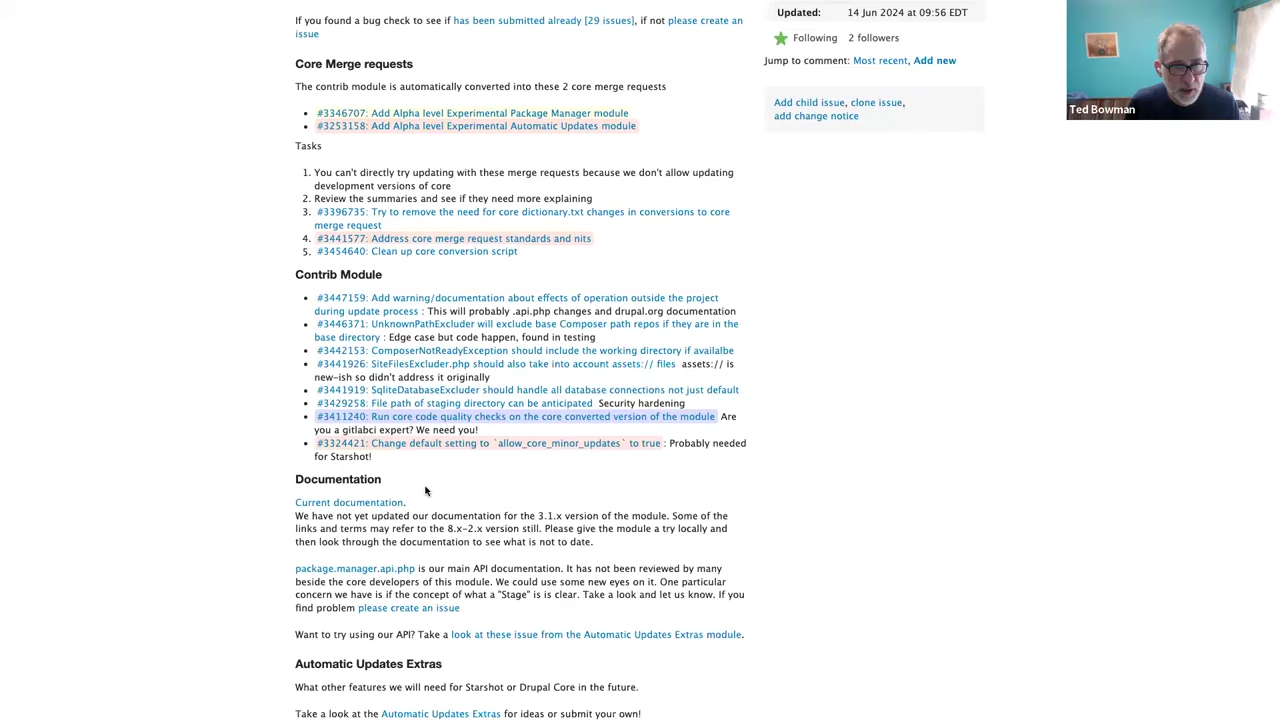 If you found a bug check to see if has been submitted already [29 issues], if not please create an
issue
Core Merge requests
The contrib module is automatically converted into these 2 core merge requests
#3346707: Add Alpha level Experimental Package Manager module
#3253158: Add Alpha level Experimental Automatic Updates module
Tasks
1. You can't directly try updating with these merge requests because we don't allow updating
development versions of core
2. Review the summaries and see if they need more explaining
3. #3396735: Try to remove the need for core dictionary.txt changes in conversions to core
merge request
4. #3441577: Address core merge request standards and nits
5. #3454640: Clean up core conversion script
Contrib Module
#3447159: Add warning/documentation about effects of operation outside the project
during update process : This will probably .api.php changes and drupal.org documentation
#3446371: UnknownPathExcluder will exclude base Composer path repos if they are in the
base directory : Edge case but code happen, found in testing
#3442153: ComposerNotReadyException should include the working directory if availalbe
#3441926: SiteFilesExcluder.php should also take into account assets:// files assets:// is
new-ish so didn't address it originally
#3441919: SqliteDatabaseExcluder should handle all database connections not just default
#3429258: File path of staging directory can be anticipated Security hardening
#3411240: Run core code quality checks on the core converted version of the module Are
you a gitlabci expert? We need you!
#3324421: Change default setting to `allow_core_minor_updates` to true : Probably needed
for Starshot!
Documentation
Current documentation.
We have not yet updated our documentation for the 3.1.x version of the module. Some of the
links and terms may refer to the 8.x-2.x version still. Please give the module a try locally and
then look through the documentation to see what is not to date.
package.manager.api.php is our main API documentation. It has not been reviewed by many
beside the core developers of this module. We could use some new eyes on it. One particular
concern we have is if the concept of what a "Stage" is is clear. Take a look and let us know. If you
find problem please create an issue
Want to try using our API? Take a look at these issue from the Automatic Updates Extras module.
Automatic Updates Extras
What other features we will need for Starshot or Drupal Core in the future.
Take a look at the Automatic Updates Extras for ideas or submit your own!
Updated: 14 Jun 2024 at 09:56 EDT
Following 2 followers
Jump to comment: Most recent, Add new
Add child issue, clone issue,
add change notice
Ted Bowman